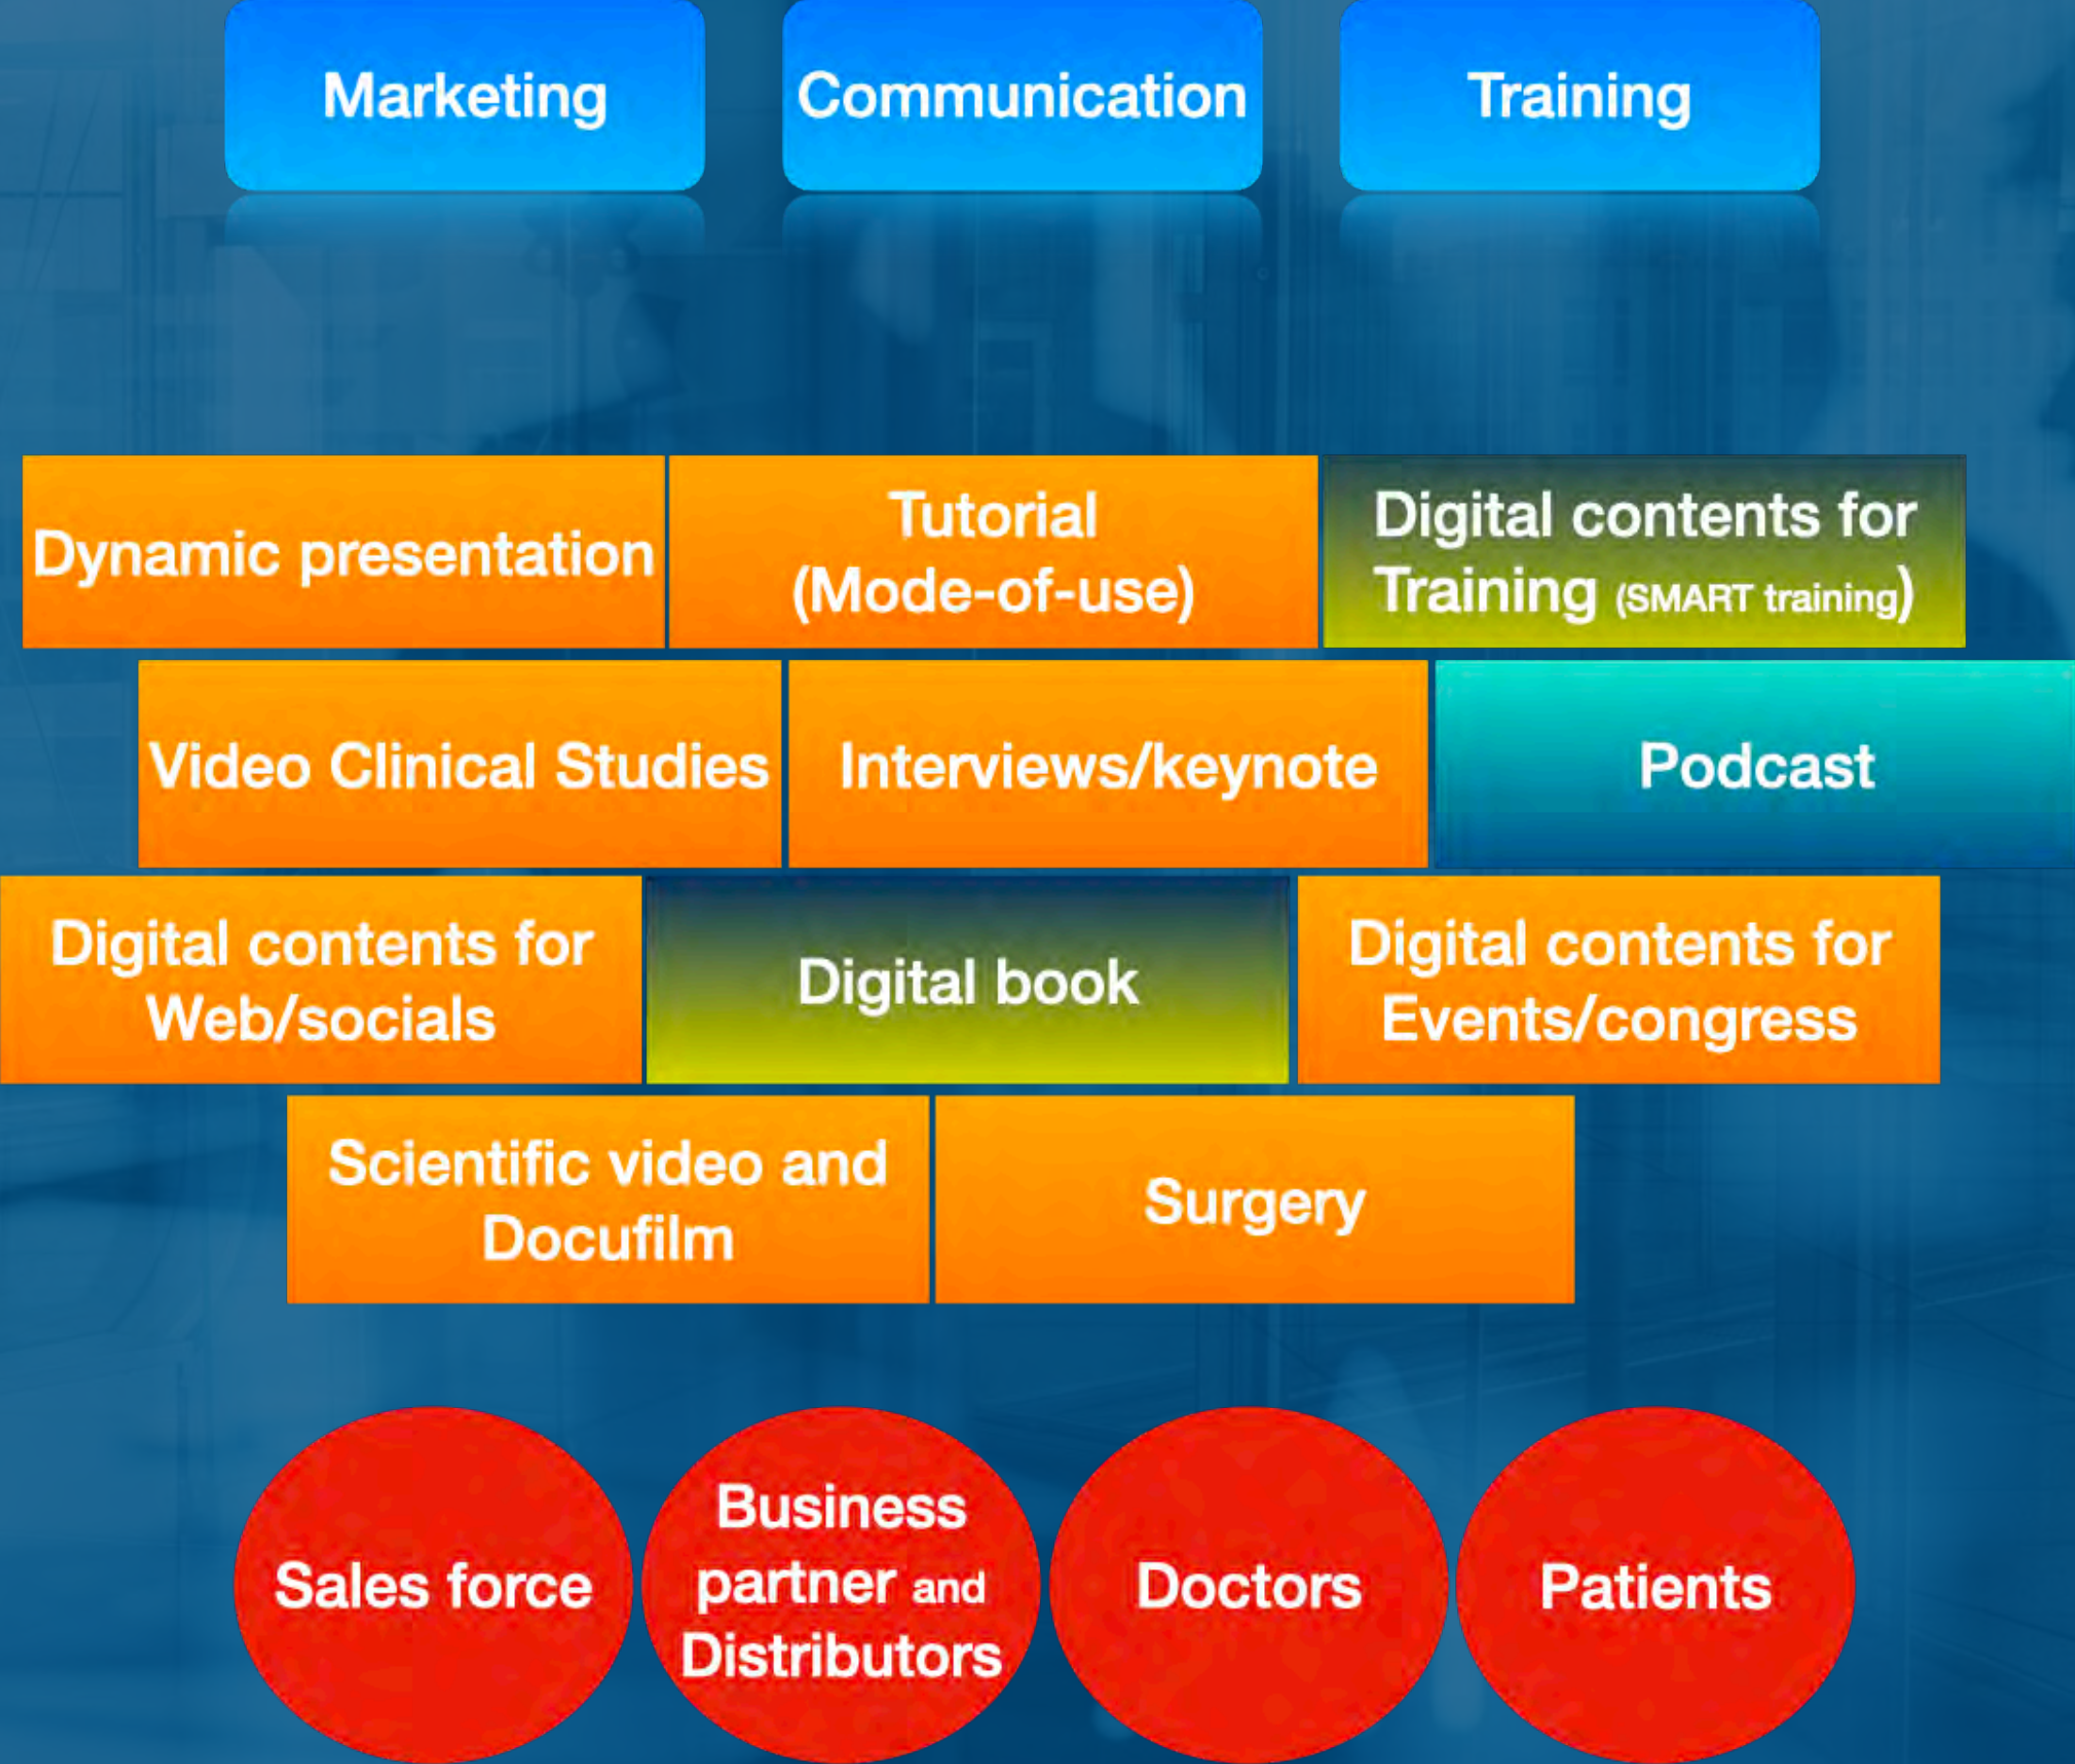 Marketing
Communication
Training
Dynamic presentation
Tutorial
(Mode-of-use)
Digital contents for
Training (SMART training)
Video Clinical Studies
Interviews/keynote
Podcast
Digital contents for
Web/socials
Digital book
Digital contents for
Events/congress
Scientific video and
Docufilm
Surgery
Sales force
Business
partner and
Distributors
Doctors
Patients